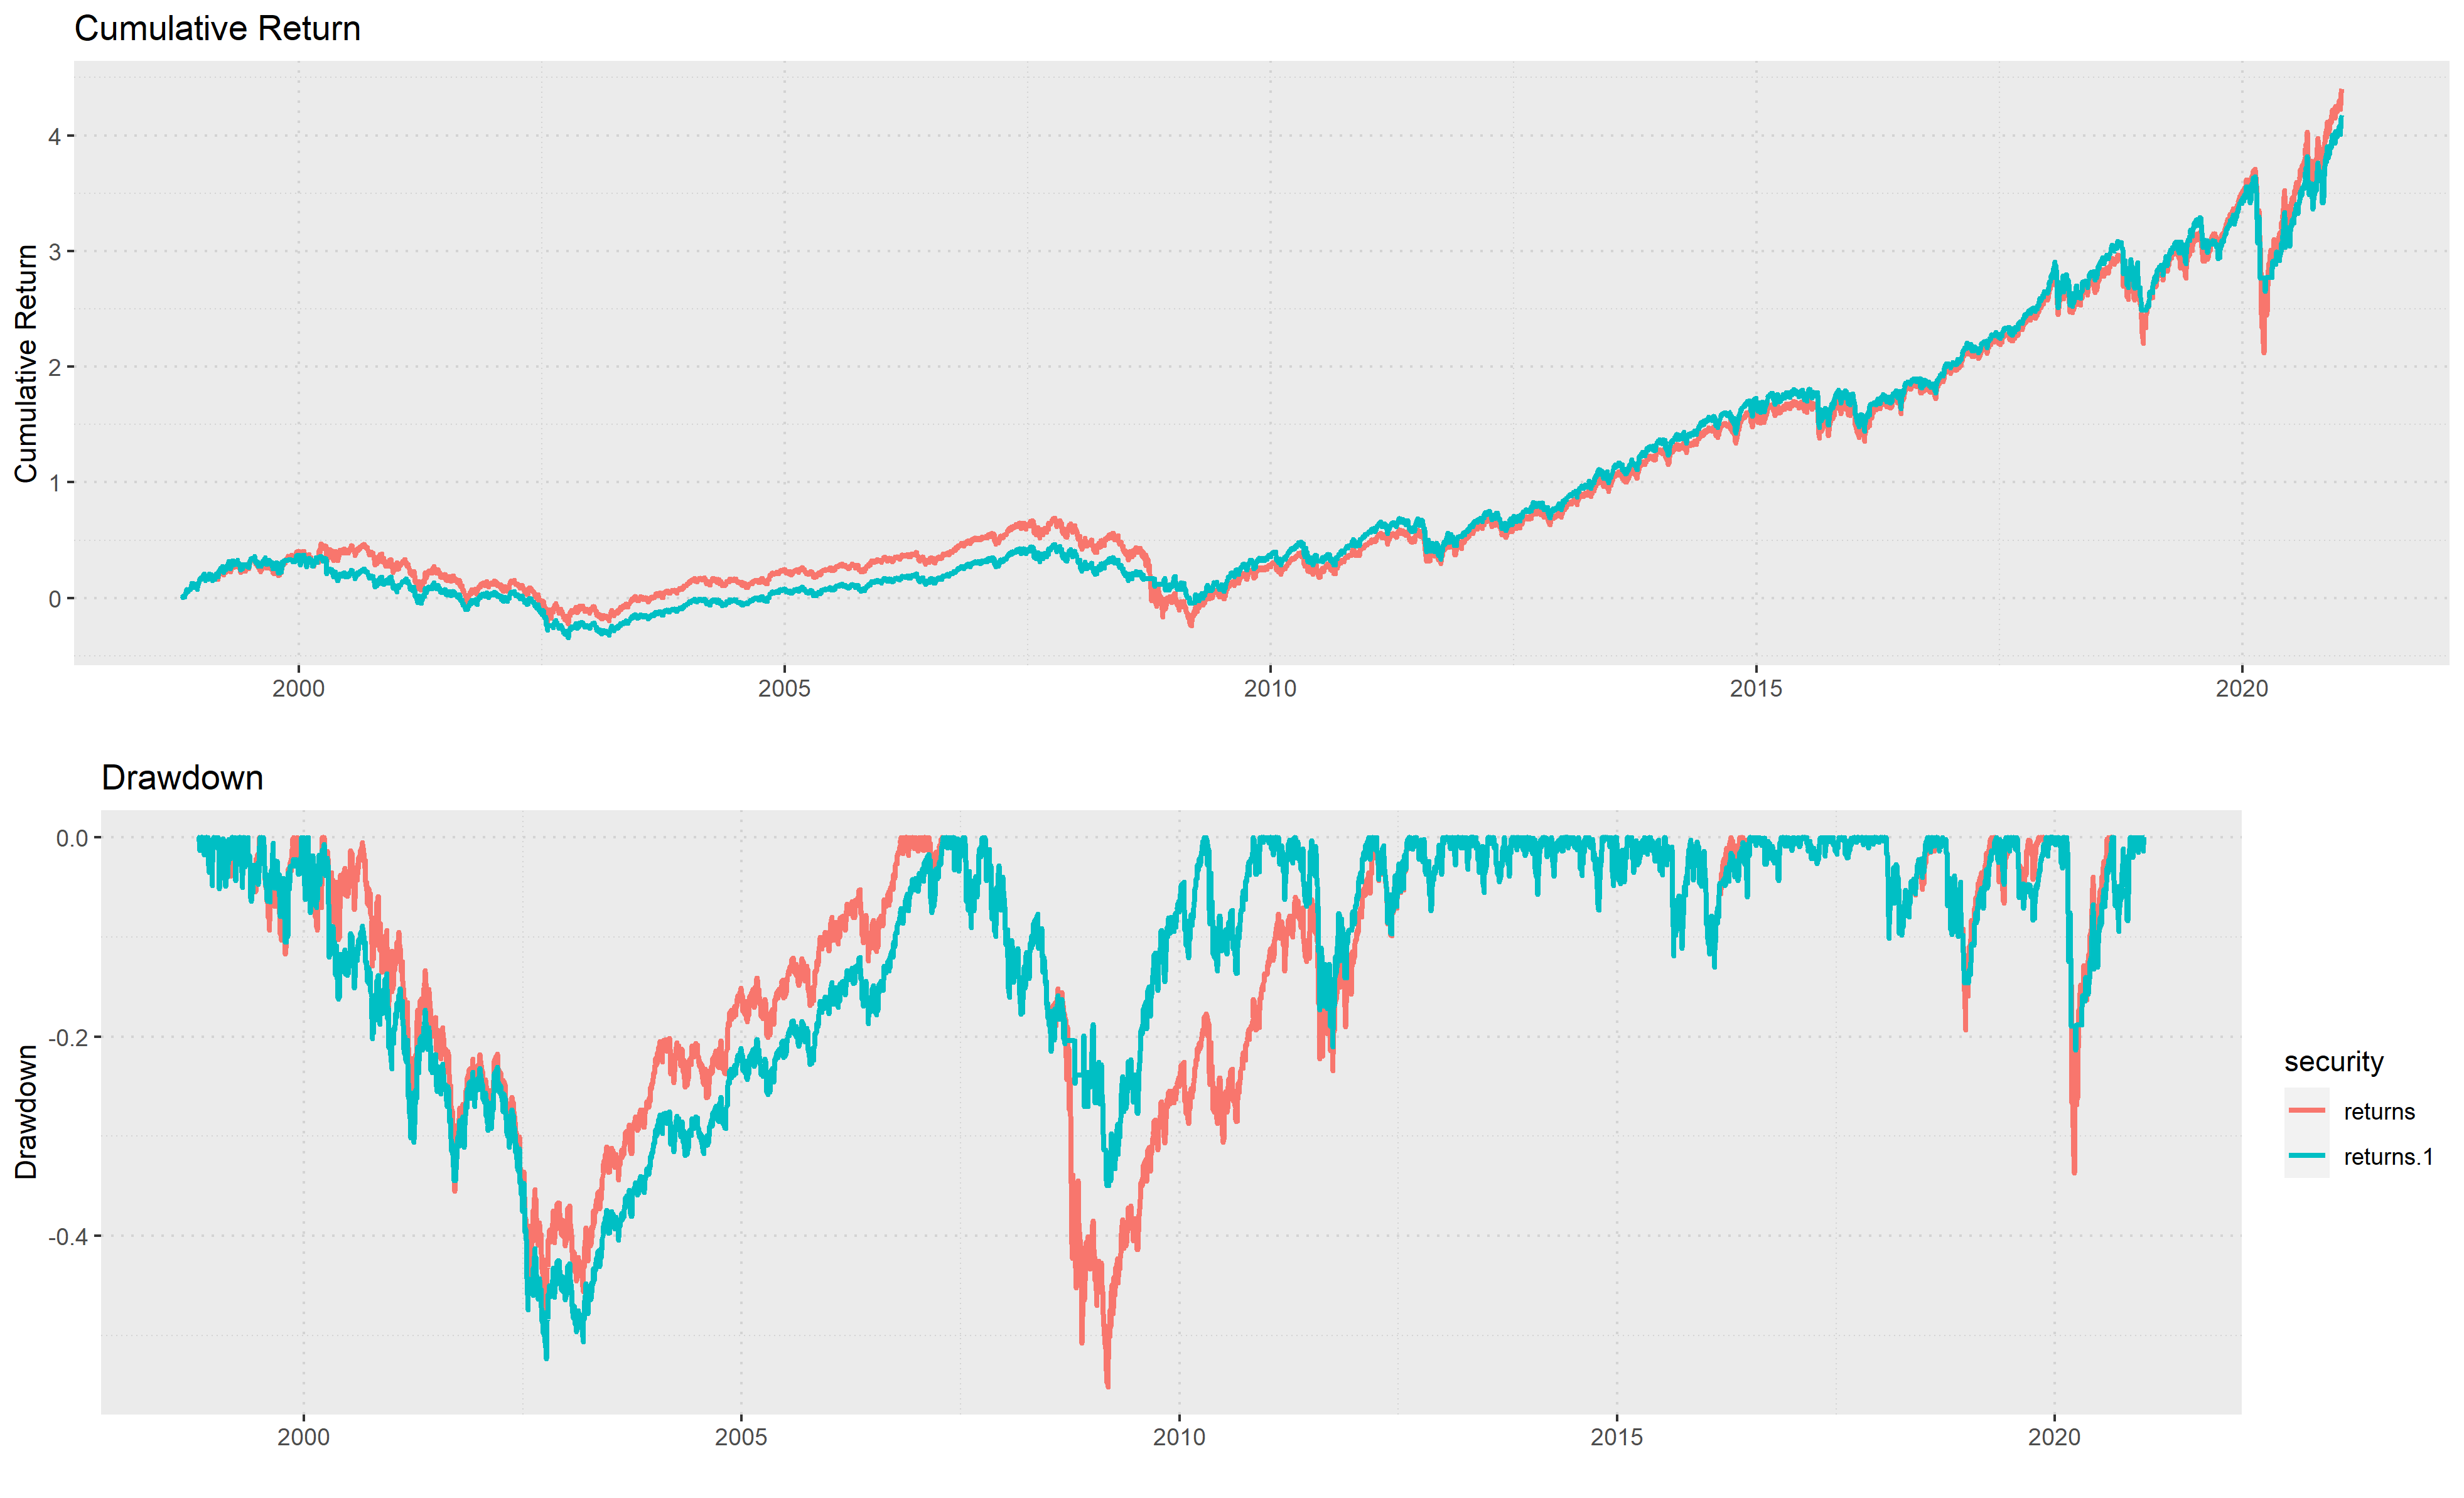 Cumulative Return
Cumulative Return
4
3
2
1
0
2000 2005 2010 2015 2020
Drawdown
Drawdown
0.0
-0.2
-0.4
2000 2005 2010 2015 2020
security
returns
returns.1